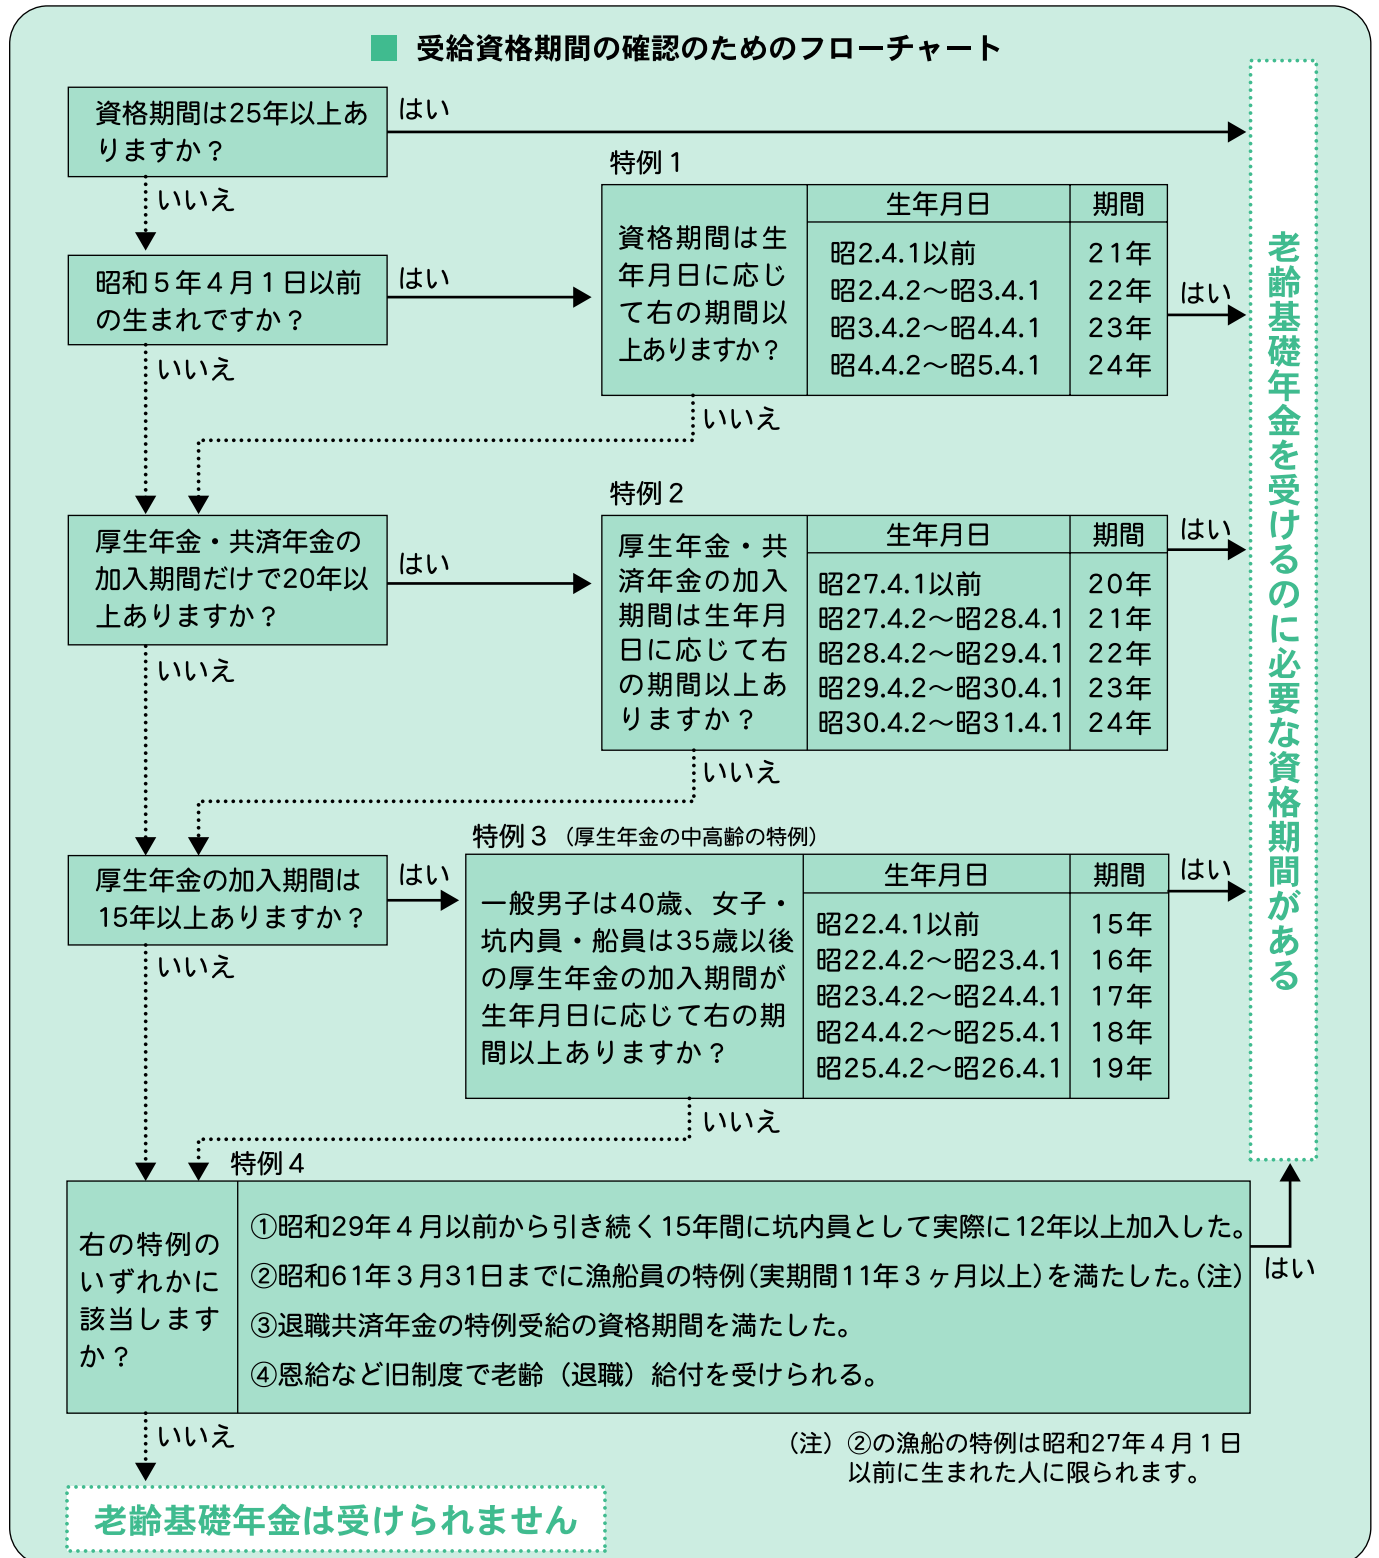 ■ 受給資格期間の確認のためのフローチャート
資格期間は25年以上あ
りますか？
はい
いいえ
昭和５年４月１日以前
の生まれですか？
はい
いいえ
特例１
資格期間は生
年月日に応じ
て右の期間以
上ありますか？
生年月日 期間
昭2.4.1以前 21年
昭2.4.2～昭3.4.1 22年
昭3.4.2～昭4.4.1 23年
昭4.4.2～昭5.4.1 24年
はい
いいえ
厚生年金・共済年金の
加入期間だけで20年以
上ありますか？
はい
いいえ
特例２
厚生年金・共
済年金の加入
期間は生年月
日に応じて右
の期間以上あ
りますか？
生年月日 期間
昭27.4.1以前 20年
昭27.4.2～昭28.4.1 21年
昭28.4.2～昭29.4.1 22年
昭29.4.2～昭30.4.1 23年
昭30.4.2～昭31.4.1 24年
はい
いいえ
厚生年金の加入期間は
15年以上ありますか？
はい
いいえ
特例３（厚生年金の中高齢の特例）
一般男子は40歳、女子・
坑内員・船員は35歳以後
の厚生年金の加入期間が
生年月日に応じて右の期
間以上ありますか？
生年月日 期間
昭22.4.1以前 15年
昭22.4.2～昭23.4.1 16年
昭23.4.2～昭24.4.1 17年
昭24.4.2～昭25.4.1 18年
昭25.4.2～昭26.4.1 19年
はい
いいえ
特例４
右の特例の
いずれかに
該当します
か？
①昭和29年４月以前から引き続く15年間に坑内員として実際に12年以上加入した。
②昭和61年３月31日までに漁船員の特例(実期間11年３ヶ月以上)を満たした。(注)
③退職共済年金の特例受給の資格期間を満たした。
④恩給など旧制度で老齢（退職）給付を受けられる。
はい
いいえ
老齢基礎年金を受けるのに必要な資格期間がある
（注）②の漁船の特例は昭和27年４月１日
以前に生まれた人に限られます。
老齢基礎年金は受けられません